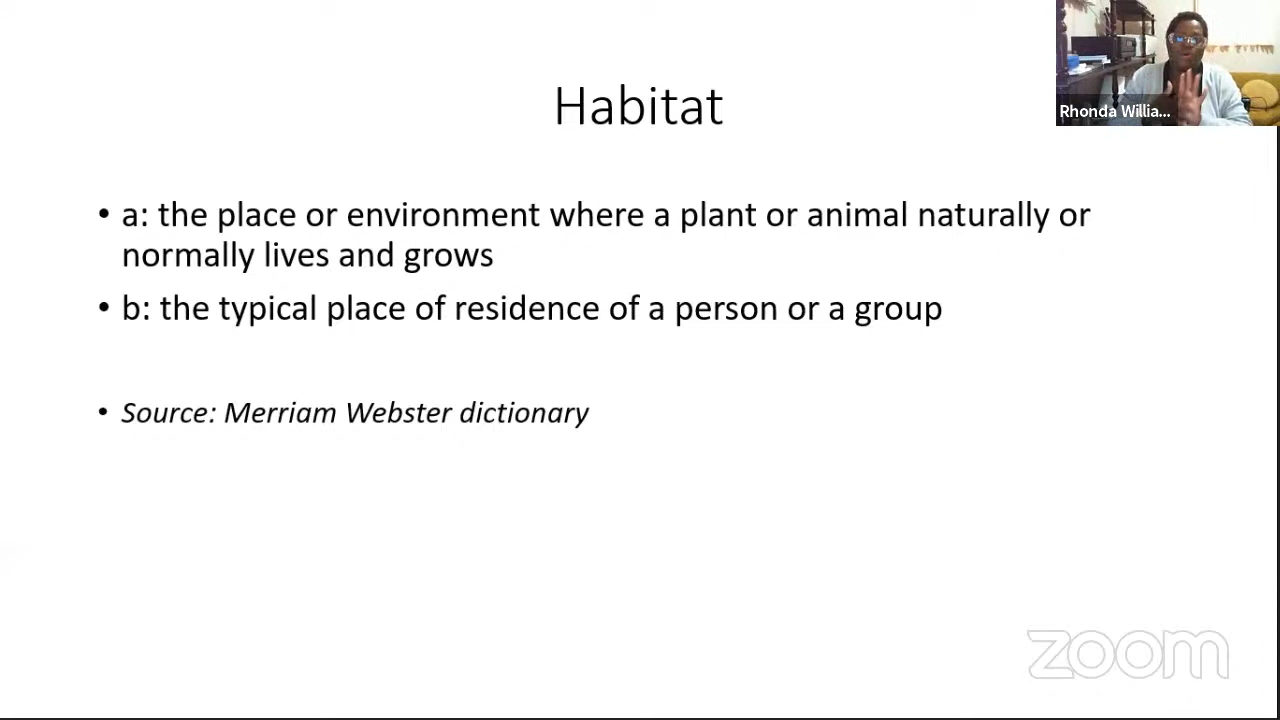 Habitat
Rhonda Willia...
• a: the place or environment where a plant or animal naturally or
normally lives and grows
• b: the typical place of residence of a person or a group
• Source: Merriam Webster dictionary
zoom